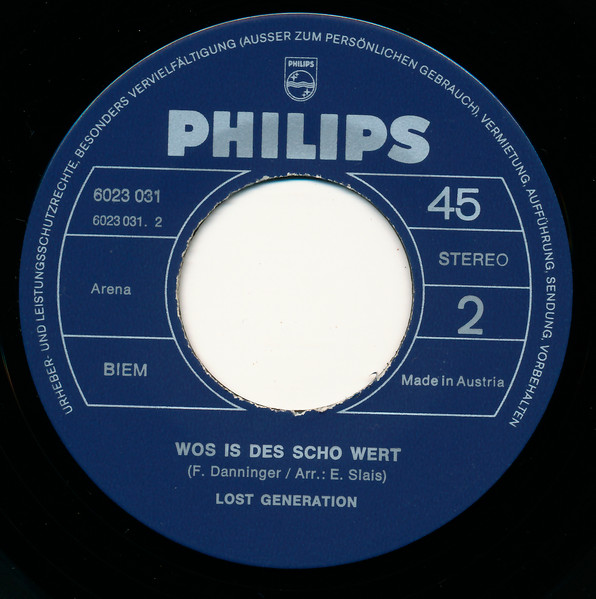 URHEBER- UND LEISTUNGSSCHUTZRECHTE, BESONDERS VERVIELFÄLTIGUNG (AUSSER ZUM PERSÖNLICHEN GEBRAUCH), VERMIETUNG, AUFFÜHRUNG, SENDUNG, VORBEHALTEN
PHILIPS
PHILIPS
6023 031
6023 031. 2
45
STEREO
Arena
2
BIEM
Made in Austria
WOS IS DES SCHO WERT
(F. Danninger / Arr.: E. Slais)
LOST GENERATION